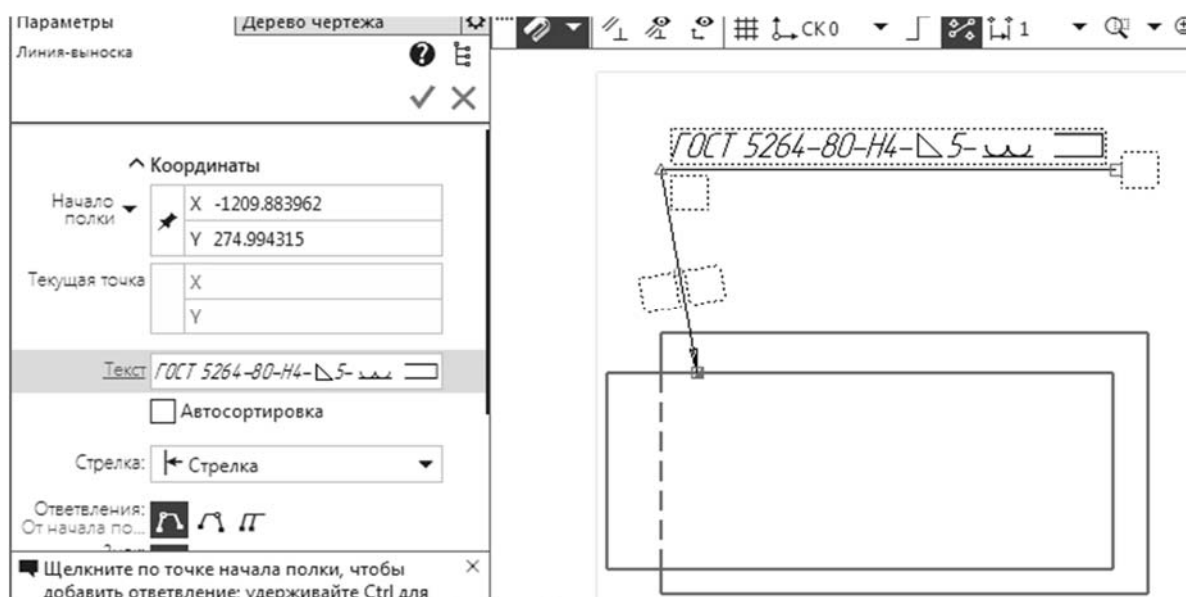 Параметры
Дерево чертежа
Линия-выноска
Координаты
Начало полки
X -1209.883962
Y 274.994315
Текущая точка
X
Y
Текст ГОСТ 5264-80-Н4-⊿5-
Автосортировка
Стрелка: Стрелка
Ответвления:
От начала по...
Щелкните по точке начала полки, чтобы
добавить ответвление; удерживайте Ctrl для
СК 0
1
ГОСТ 5264-80-Н4-⊿5-